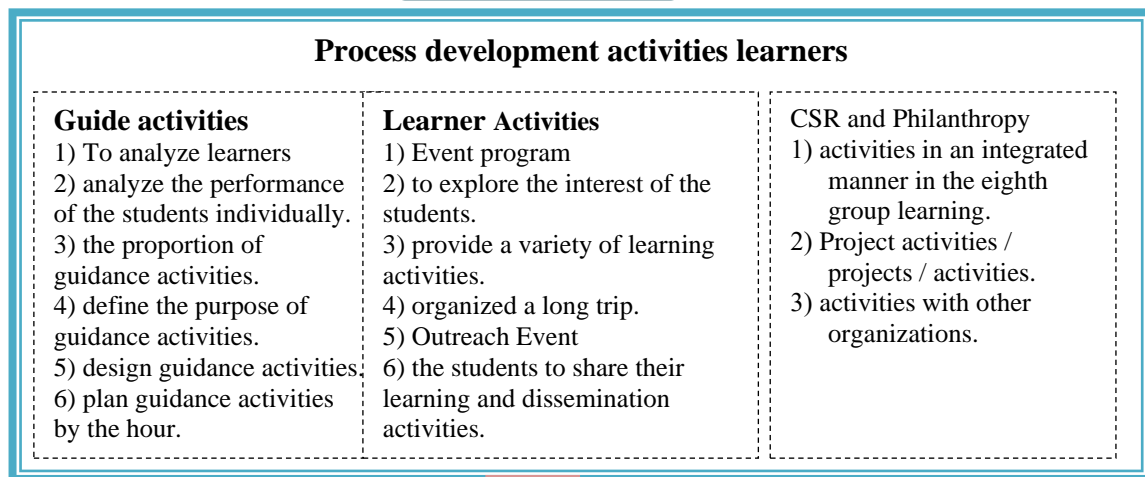 Process development activities learners
Guide activities
1) To analyze learners
2) analyze the performance
of the students individually.
3) the proportion of
guidance activities.
4) define the purpose of
guidance activities.
5) design guidance activities.
6) plan guidance activities
by the hour.
Learner Activities
1) Event program
2) to explore the interest of the
students.
3) provide a variety of learning
activities.
4) organized a long trip.
5) Outreach Event
6) the students to share their
learning and dissemination
activities.
CSR and Philanthropy
1) activities in an integrated
manner in the eighth
group learning.
2) Project activities /
projects / activities.
3) activities with other
organizations.